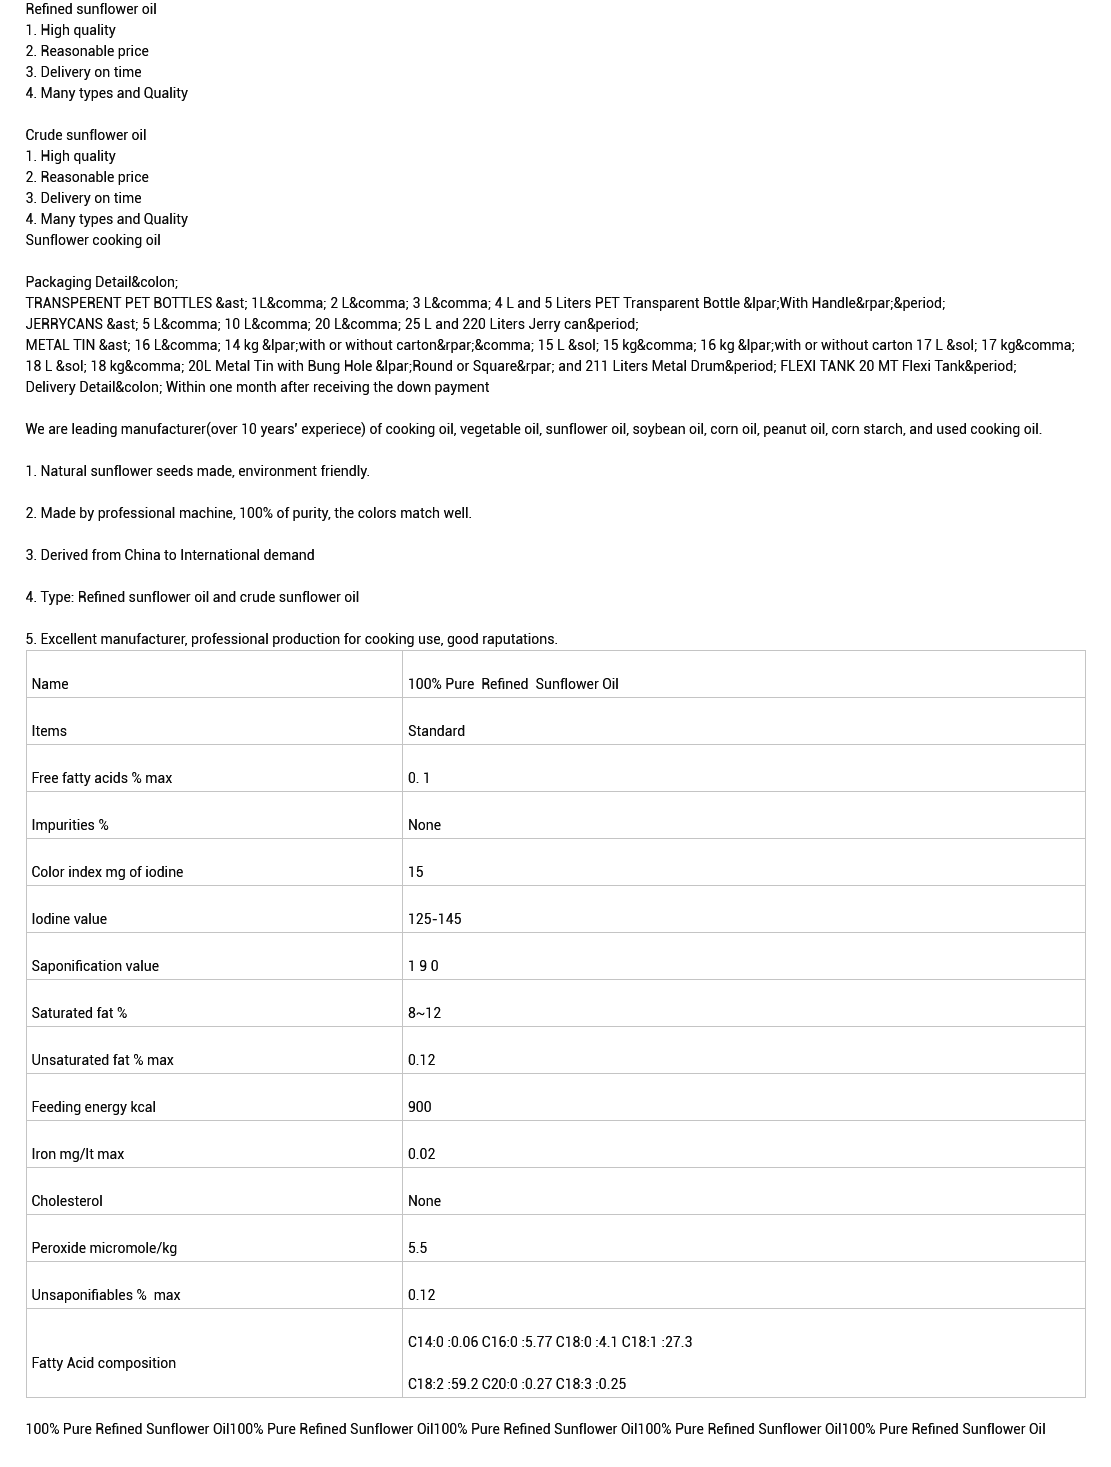 Refined sunflower oil
1. High quality
2. Reasonable price
3. Delivery on time
4. Many types and Quality
Crude sunflower oil
1. High quality
2. Reasonable price
3. Delivery on time
4. Many types and Quality
Sunflower cooking oil
Packaging Detail&colon;
TRANSPERENT PET BOTTLES &ast; 1L&comma; 2 L&comma; 3 L&comma; 4 L and 5 Liters PET Transparent Bottle &lpar;With Handle&rpar;&period;
JERRYCANS &ast; 5 L&comma; 10 L&comma; 20 L&comma; 25 L and 220 Liters Jerry can&period;
METAL TIN &ast; 16 L&comma; 14 kg &lpar;with or without carton&rpar;&comma; 15 L &sol; 15 kg&comma; 16 kg &lpar;with or without carton 17 L &sol; 17 kg&comma;
18 L &sol; 18 kg&comma; 20L Metal Tin with Bung Hole &lpar;Round or Square&rpar; and 211 Liters Metal Drum&period; FLEXI TANK 20 MT Flexi Tank&period;
Delivery Detail&colon; Within one month after receiving the down payment
We are leading manufacturer(over 10 years' experiece) of cooking oil, vegetable oil, sunflower oil, soybean oil, corn oil, peanut oil, corn starch, and used cooking oil.
1. Natural sunflower seeds made, environment friendly.
2. Made by professional machine, 100% of purity, the colors match well.
3. Derived from China to International demand
4. Type: Refined sunflower oil and crude sunflower oil
5. Excellent manufacturer, professional production for cooking use, good raputations.
Name 100% Pure Refined Sunflower Oil
Items Standard
Free fatty acids % max 0. 1
Impurities % None
Color index mg of iodine 15
Iodine value 125-145
Saponification value 1 9 0
Saturated fat % 8~12
Unsaturated fat % max 0.12
Feeding energy kcal 900
Iron mg/lt max 0.02
Cholesterol None
Peroxide micromole/kg 5.5
Unsaponifiables % max 0.12
Fatty Acid composition
C14:0 :0.06 C16:0 :5.77 C18:0 :4.1 C18:1 :27.3
C18:2 :59.2 C20:0 :0.27 C18:3 :0.25
100% Pure Refined Sunflower Oil100% Pure Refined Sunflower Oil100% Pure Refined Sunflower Oil100% Pure Refined Sunflower Oil100% Pure Refined Sunflower Oil